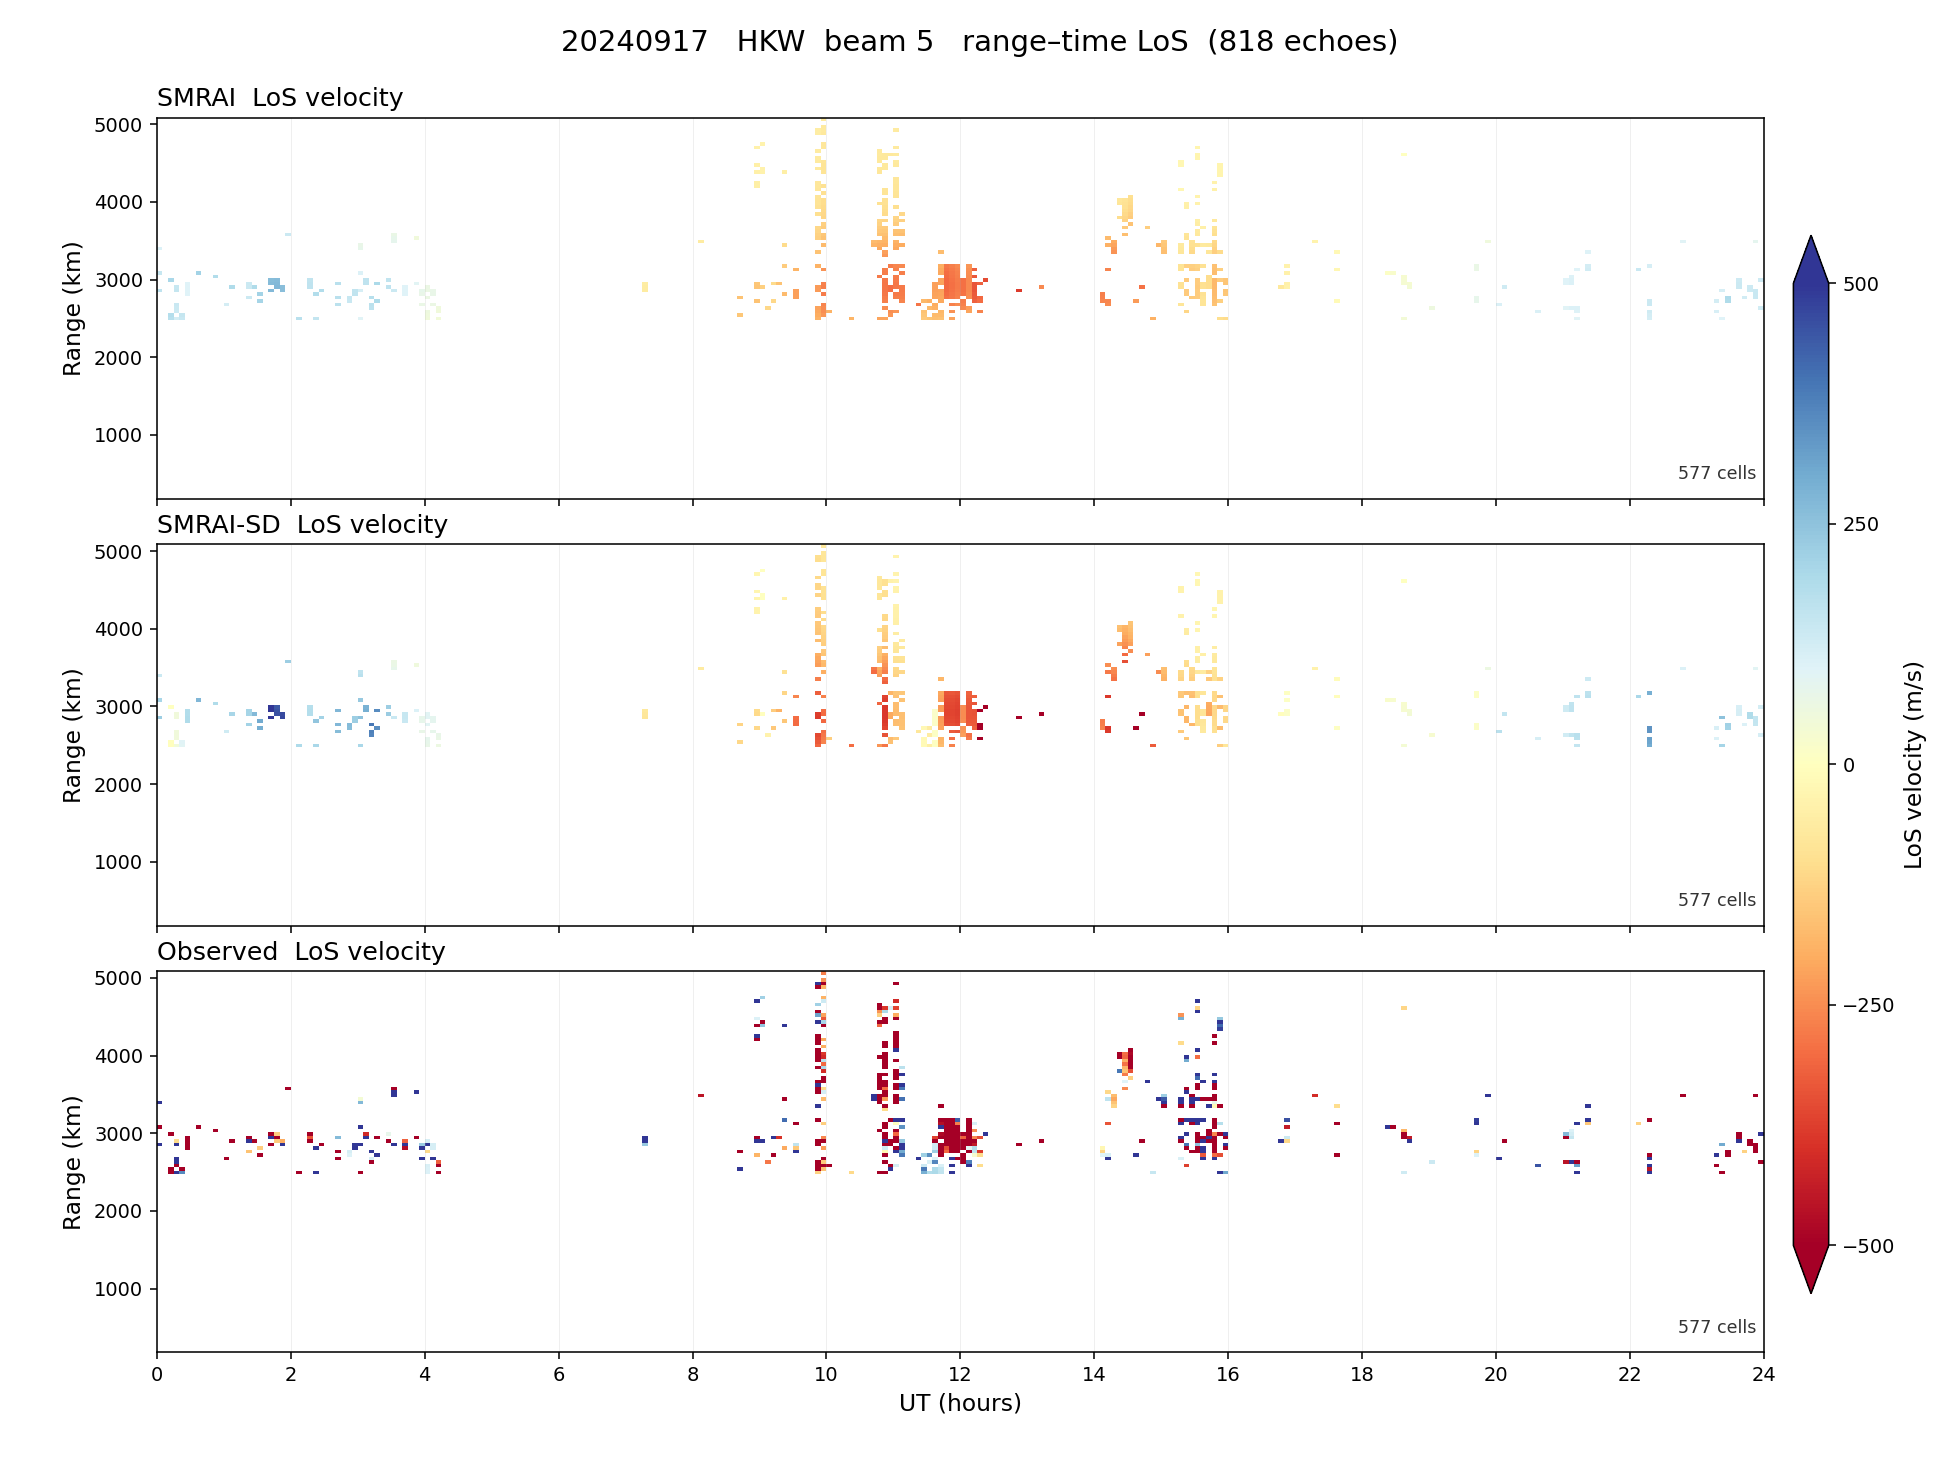 20240917   HKW  beam 5   range–time LoS  (818 echoes)
SMRAI  LoS velocity
5000
4000
3000
2000
1000
Range (km)
577 cells
SMRAI-SD  LoS velocity
5000
4000
3000
2000
1000
Range (km)
577 cells
Observed  LoS velocity
5000
4000
3000
2000
1000
Range (km)
577 cells
0 2 4 6 8 10 12 14 16 18 20 22 24
UT (hours)
500
250
0
−250
−500
LoS velocity (m/s)